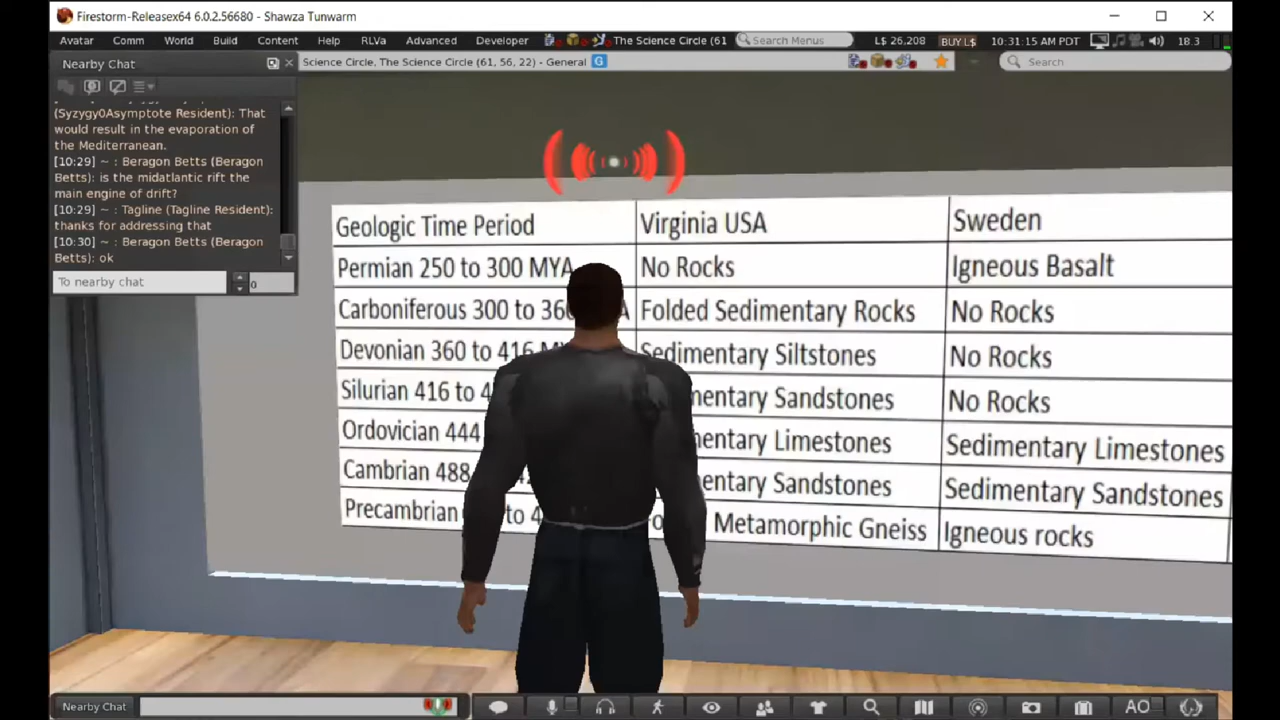 Firestorm-Releasex64 6.0.2.56680 - Shawza Tunwarm
Avatar Comm World Build Content Help RLVa Advanced Developer The Science Circle (61 Search Menus L$ 26,208 BUY L$ 10:31:15 AM PDT 18.3
Nearby Chat Science Circle, The Science Circle (61, 56, 22) - General G Search
(Syzygy0Asymptote Resident): That
would result in the evaporation of
the Mediterranean.
[10:29] ~ : Beragon Betts (Beragon
Betts): is the midatlantic rift the
main engine of drift?
[10:29] ~ : Tagline (Tagline Resident):
thanks for addressing that
[10:30] ~ : Beragon Betts (Beragon
Betts): ok
To nearby chat 0
Geologic Time Period Virginia USA Sweden
Permian 250 to 300 MYA No Rocks Igneous Basalt
Carboniferous 300 to Folded Sedimentary Rocks No Rocks
Devonian 360 to 416 Sedimentary Siltstones No Rocks
Silurian 416 to Sandstones No Rocks
Ordovician 444 Limestones Sedimentary Limestones
Cambrian 488 Sandstones Sedimentary Sandstones
Precambrian to Metamorphic Gneiss Igneous rocks
Nearby Chat AO